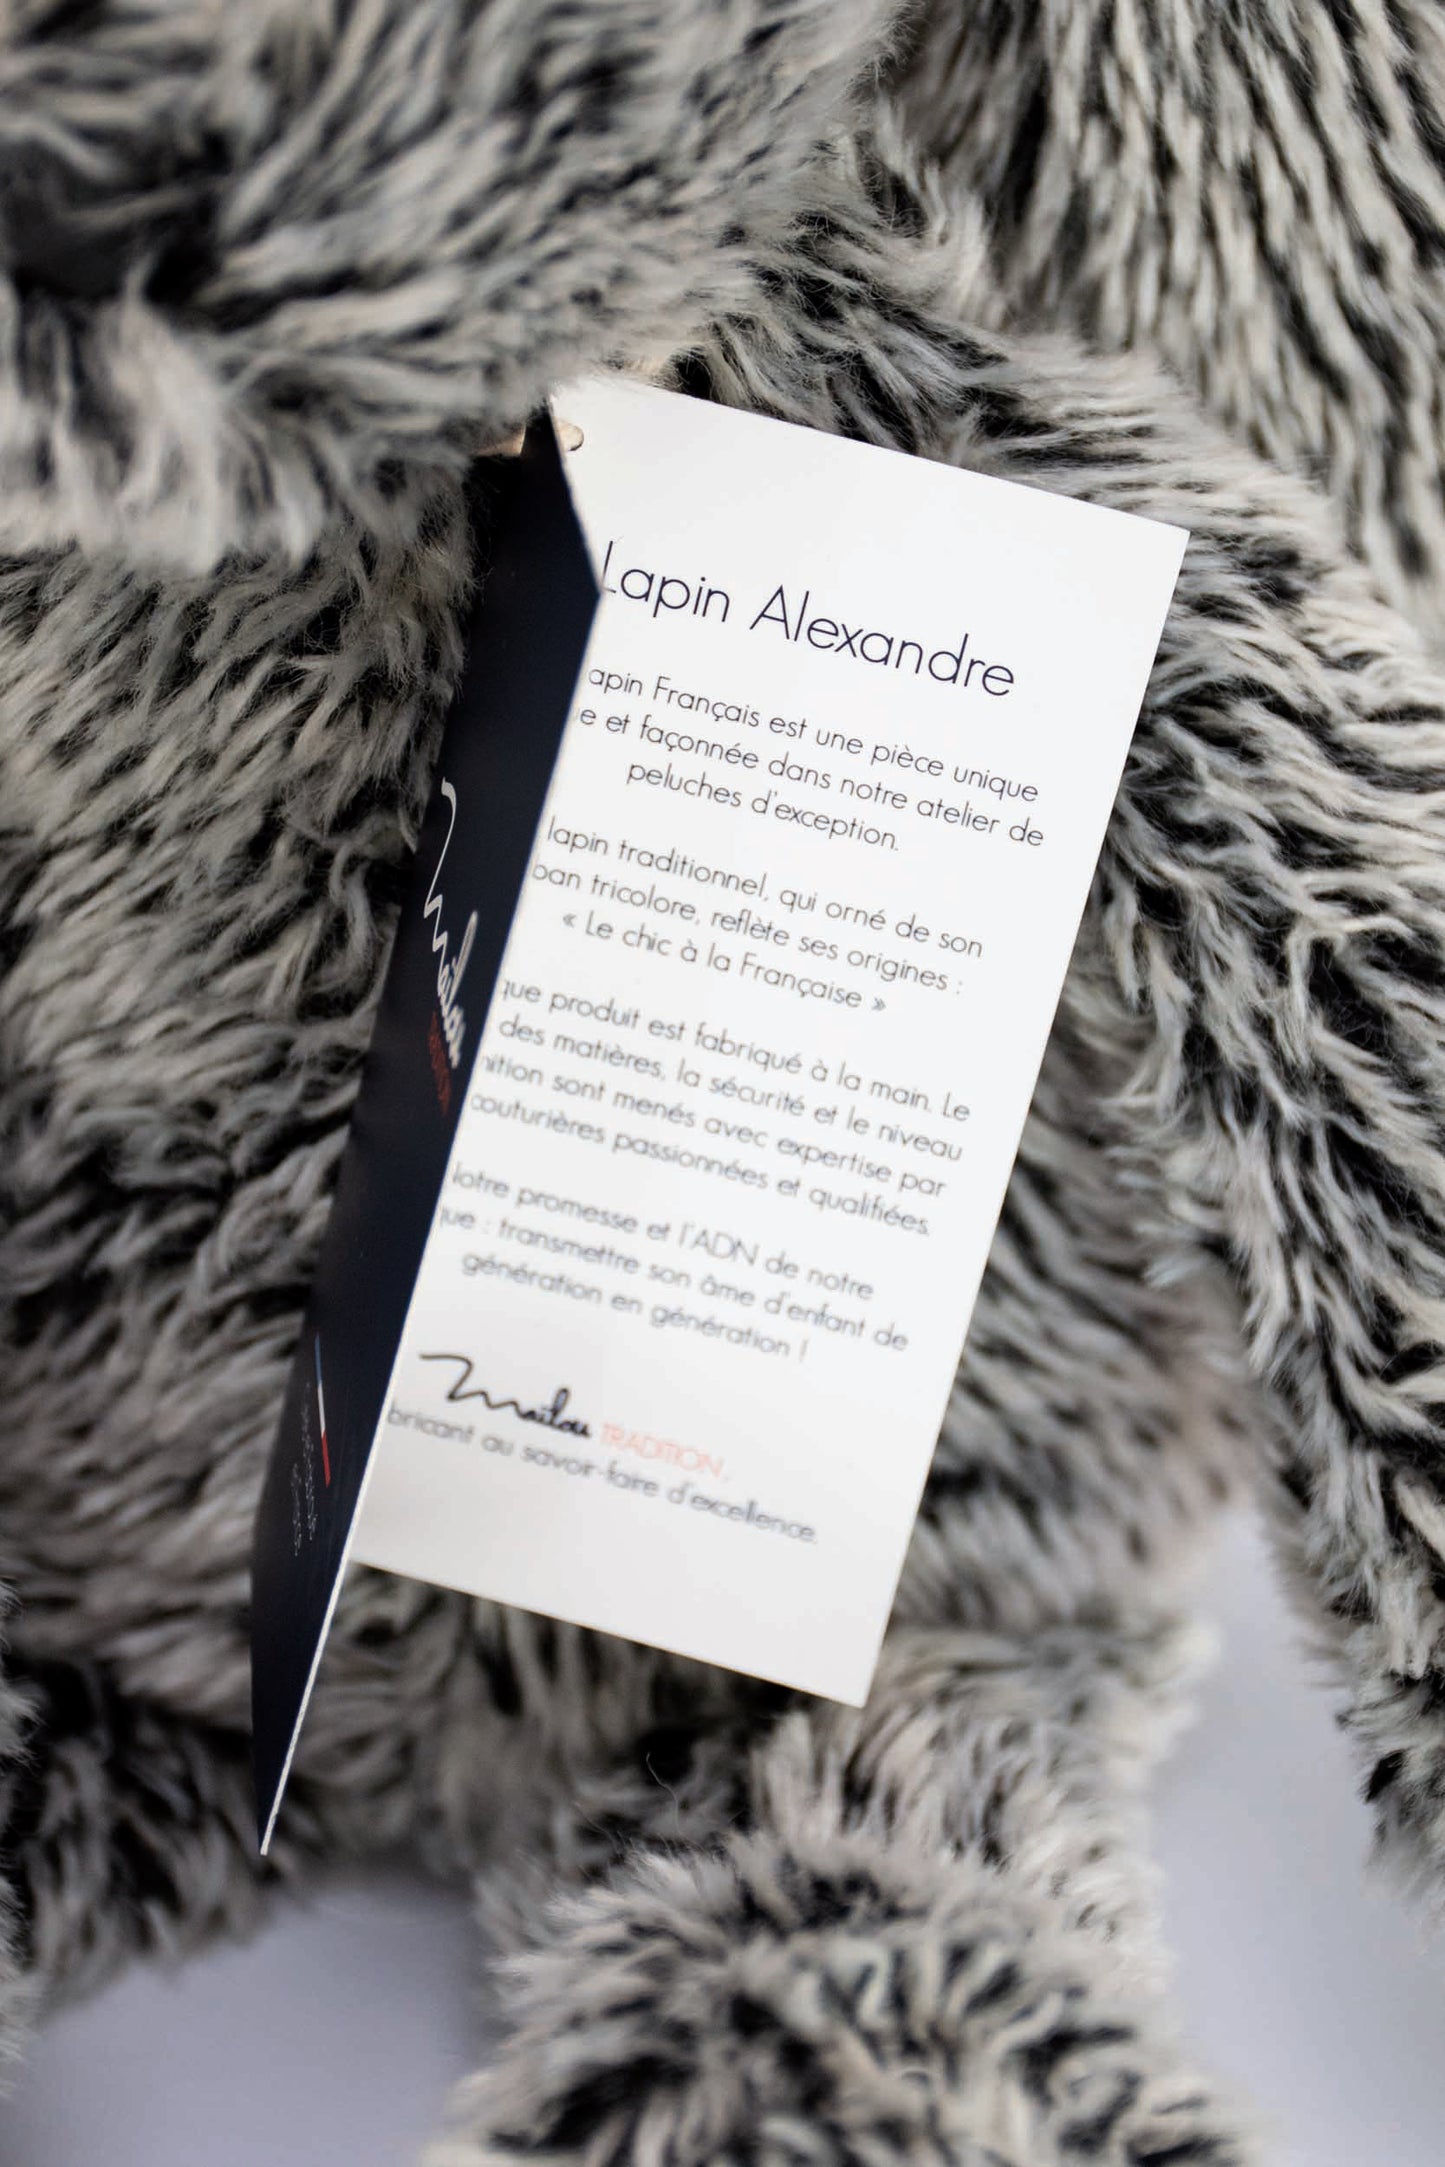 Lapin Alexandre
apin Français est une pièce unique
e et façonnée dans notre atelier de
peluches d'exception.
lapin traditionnel, qui orné de son
ban tricolore, reflète ses origines :
« Le chic à la Française »
que produit est fabriqué à la main. Le
des matières, la sécurité et le niveau
nition sont menés avec expertise par
couturières passionnées et qualifiées.
Notre promesse et l'ADN de notre
que : transmettre son âme d'enfant de
génération en génération !
Mailou TRADITION.
bricant au savoir-faire d'excellence.
Mailou
TRADITION